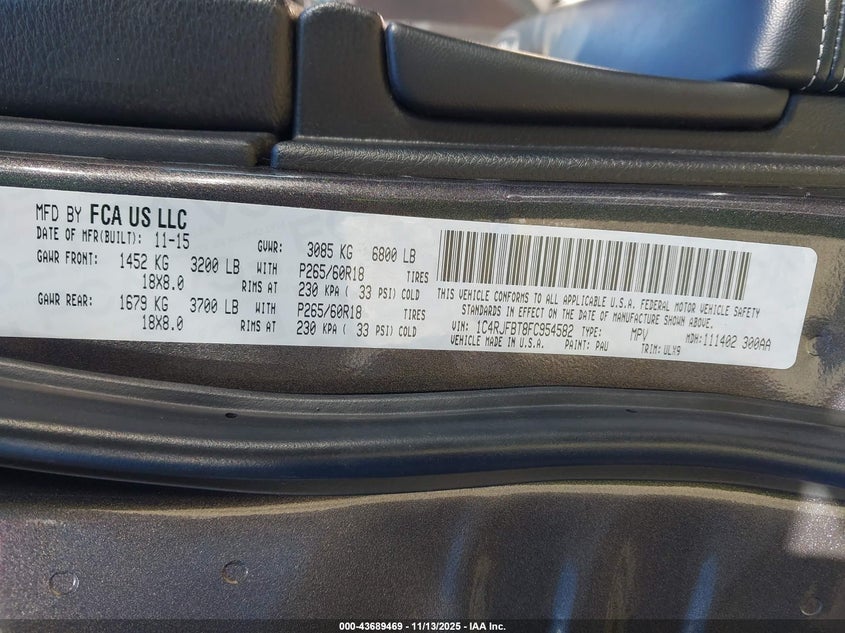 MFD BY FCA US LLC
DATE OF MFR(BUILT): 11-15 GVWR: 3085 KG 6800 LB
GAWR FRONT: 1452 KG 3200 LB WITH P265/60R18 TIRES
18X8.0 RIMS AT 230 KPA ( 33 PSI) COLD
GAWR REAR: 1679 KG 3700 LB WITH P265/60R18 TIRES
18X8.0 RIMS AT 230 KPA ( 33 PSI) COLD
THIS VEHICLE CONFORMS TO ALL APPLICABLE U.S.A. FEDERAL MOTOR VEHICLE SAFETY
STANDARDS IN EFFECT ON THE DATE OF MANUFACTURE SHOWN ABOVE.
VIN: 1C4RJFBT8FC954582 TYPE: MPV MDH: 111402 300AA
VEHICLE MADE IN U.S.A. PAINT: PAU TRIM: ULX9
000-43689469 - 11/13/2025 - IAA Inc.